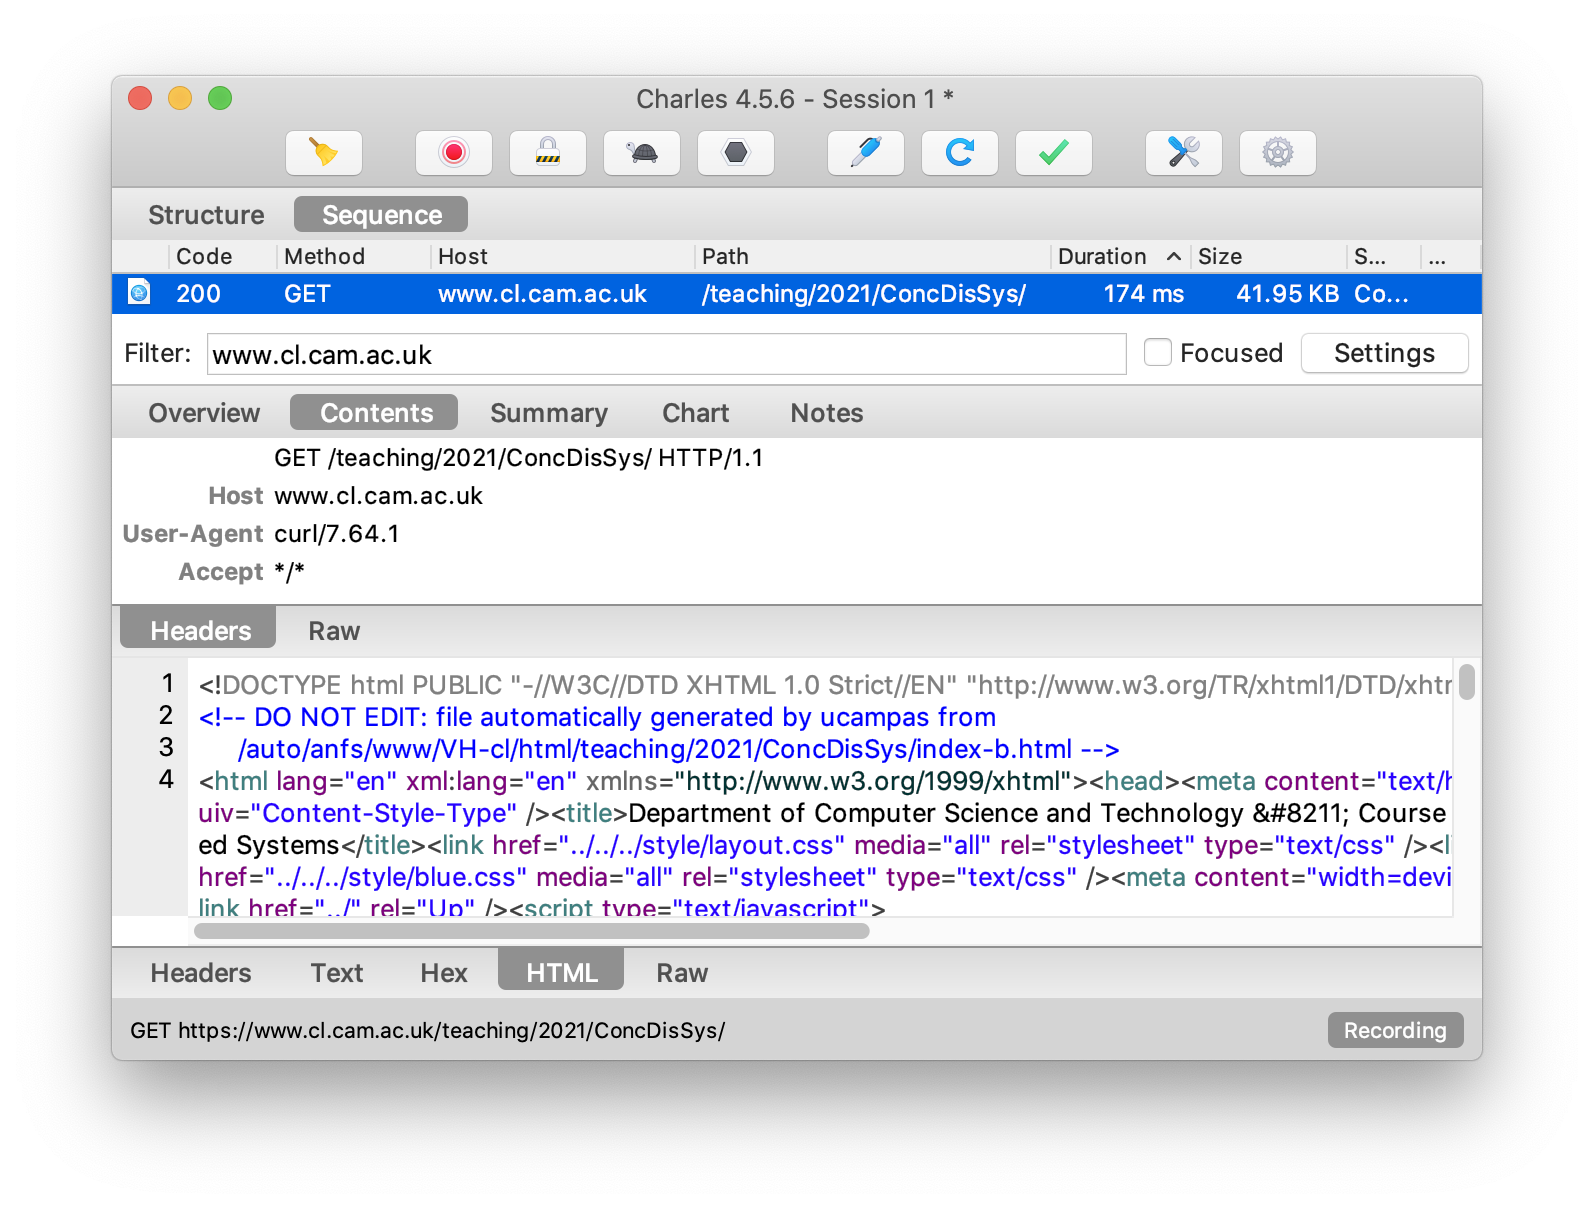 Charles 4.5.6 - Session 1 *
Structure Sequence
Code Method Host Path Duration Size S... ...
200 GET www.cl.cam.ac.uk /teaching/2021/ConcDisSys/ 174 ms 41.95 KB Co...
Filter: www.cl.cam.ac.uk Focused Settings
Overview Contents Summary Chart Notes
GET /teaching/2021/ConcDisSys/ HTTP/1.1
Host www.cl.cam.ac.uk
User-Agent curl/7.64.1
Accept */*
Headers Raw
1 <!DOCTYPE html PUBLIC "-//W3C//DTD XHTML 1.0 Strict//EN" "http://www.w3.org/TR/xhtml1/DTD/xhtr
2 <!-- DO NOT EDIT: file automatically generated by ucampas from
3 /auto/anfs/www/VH-cl/html/teaching/2021/ConcDisSys/index-b.html -->
4 <html lang="en" xml:lang="en" xmlns="http://www.w3.org/1999/xhtml"><head><meta content="text/h
uiv="Content-Style-Type" /><title>Department of Computer Science and Technology &#8211; Course
ed Systems</title><link href="../../../style/layout.css" media="all" rel="stylesheet" type="text/css" /><li
href="../../../style/blue.css" media="all" rel="stylesheet" type="text/css" /><meta content="width=devi
link href="../" rel="Up" /><script type="text/javascript">
Headers Text Hex HTML Raw
GET https://www.cl.cam.ac.uk/teaching/2021/ConcDisSys/ Recording